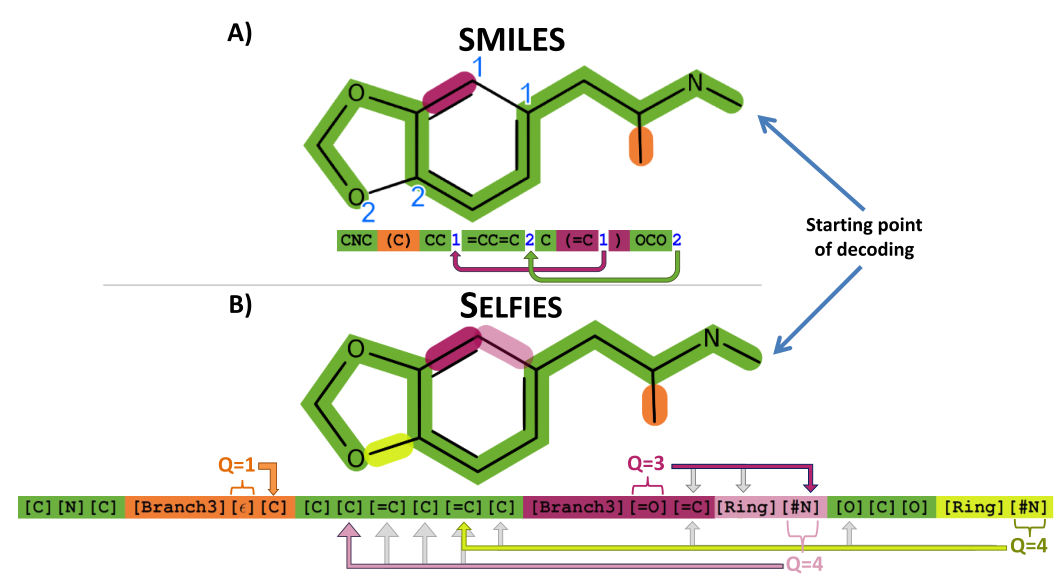 A)
SMILES
1
1
O
N
O
2
2
CNC (C) CC 1 =CC=C 2 C (=C 1 ) OCO 2
Starting point
of decoding
B)
SELFIES
O
N
O
Q=1
Q=3
[C][N][C] [Branch3][ϵ][C] [C][C][=C][C][=C][C] [Branch3][=O][=C] [Ring][#N] [O][C][O] [Ring][#N]
Q=4
Q=4